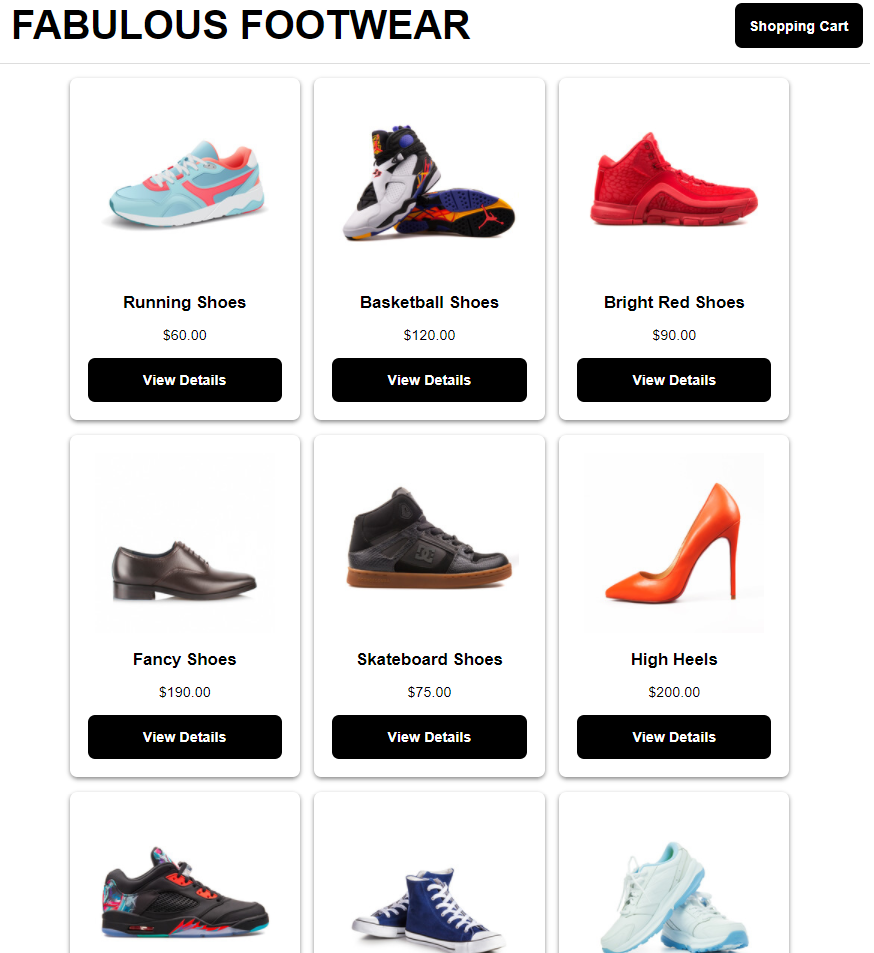 FABULOUS FOOTWEAR
Shopping Cart
Running Shoes
$60.00
View Details
Basketball Shoes
$120.00
View Details
Bright Red Shoes
$90.00
View Details
Fancy Shoes
$190.00
View Details
Skateboard Shoes
$75.00
View Details
High Heels
$200.00
View Details